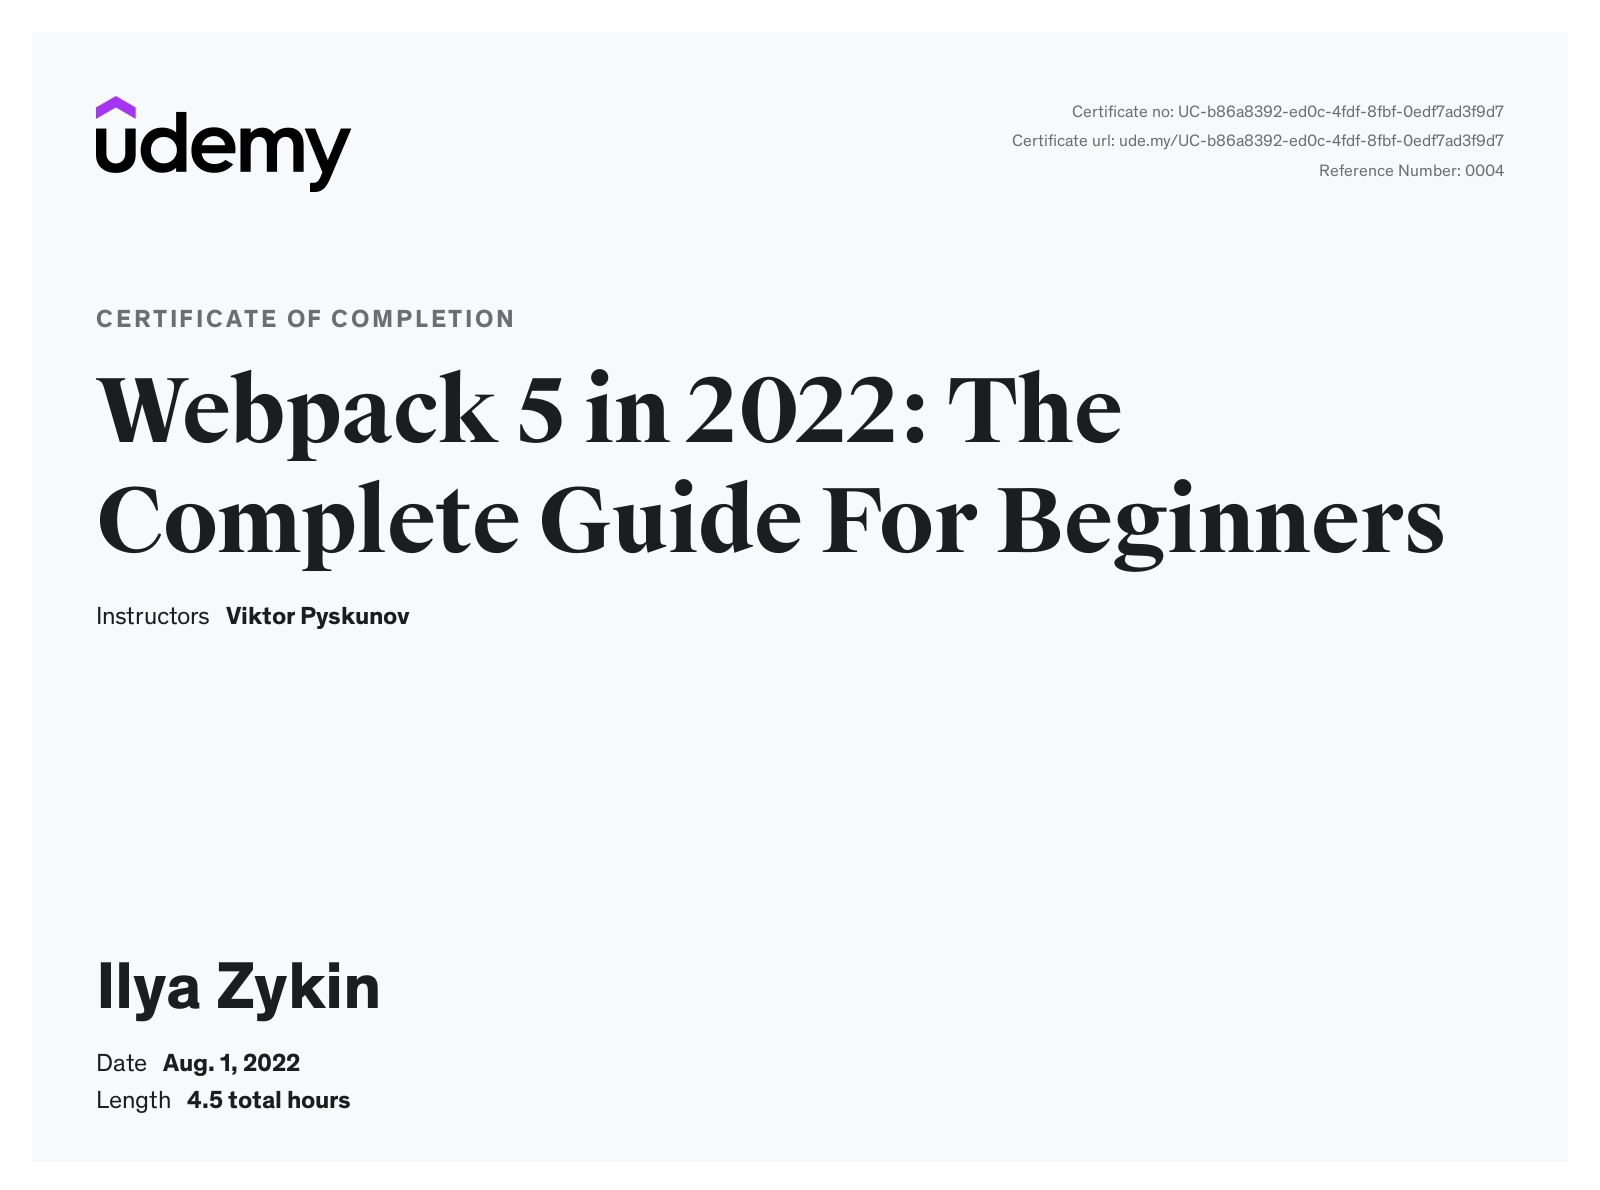 udemy
Certificate no: UC-b86a8392-ed0c-4fdf-8fbf-0edf7ad3f9d7
Certificate url: ude.my/UC-b86a8392-ed0c-4fdf-8fbf-0edf7ad3f9d7
Reference Number: 0004
CERTIFICATE OF COMPLETION
Webpack 5 in 2022: The
Complete Guide For Beginners
Instructors Viktor Pyskunov
Ilya Zykin
Date Aug. 1, 2022
Length 4.5 total hours